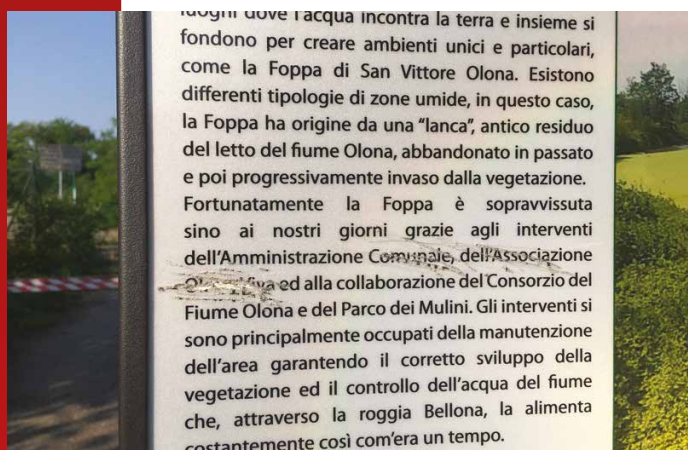 luoghi dove l'acqua incontra la terra e insieme si
fondono per creare ambienti unici e particolari,
come la Foppa di San Vittore Olona. Esistono
differenti tipologie di zone umide, in questo caso,
la Foppa ha origine da una "lanca", antico residuo
del letto del fiume Olona, abbandonato in passato
e poi progressivamente invaso dalla vegetazione.
Fortunatamente la Foppa è sopravvissuta
sino ai nostri giorni grazie agli interventi
dell'Amministrazione Comunale, dell'Associazione
ed alla collaborazione del Consorzio del
Fiume Olona e del Parco dei Mulini. Gli interventi si
sono principalmente occupati della manutenzione
dell'area garantendo il corretto sviluppo della
vegetazione ed il controllo dell'acqua del fiume
che, attraverso la roggia Bellona, la alimenta
costantemente così com'era un tempo.